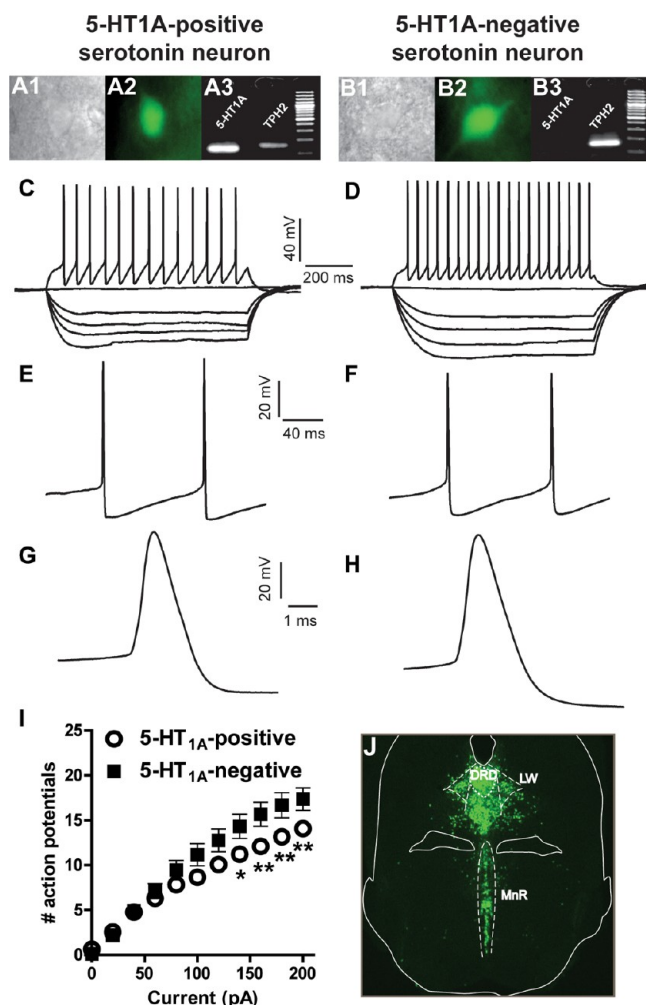 5-HT1A-positive
serotonin neuron
5-HT1A-negative
serotonin neuron
A1
A2
A3
5-HT1A
TPH2
B1
B2
B3
5-HT1A
TPH2
C
40 mV
200 ms
D
E
20 mV
40 ms
F
G
20 mV
1 ms
H
I
5-HT1A-positive
5-HT1A-negative
# action potentials
25
20
15
10
5
0
* ** ** **
0 50 100 150 200
Current (pA)
J
DRD
LW
MnR